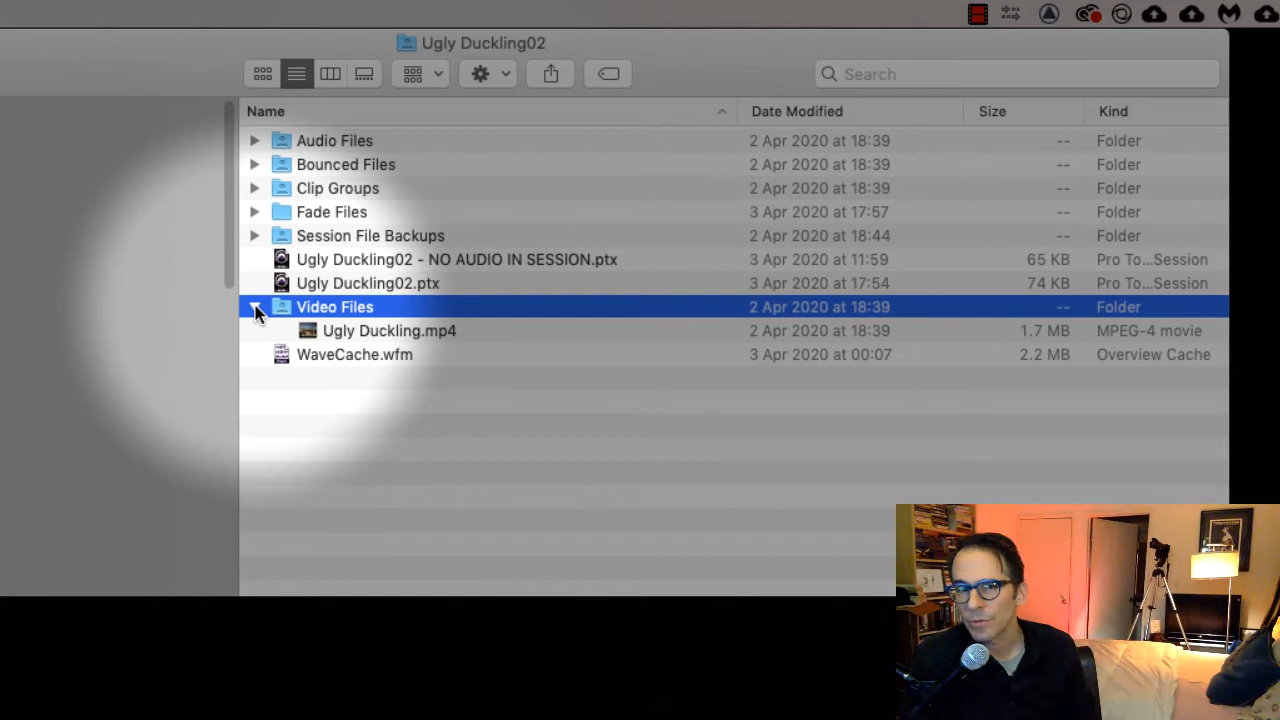 Ugly Duckling02
Search
Name Date Modified Size Kind
Audio Files 2 Apr 2020 at 18:39 -- Folder
Bounced Files 2 Apr 2020 at 18:39 -- Folder
Clip Groups 2 Apr 2020 at 18:39 -- Folder
Fade Files 3 Apr 2020 at 17:57 -- Folder
Session File Backups 2 Apr 2020 at 18:44 -- Folder
Ugly Duckling02 - NO AUDIO IN SESSION.ptx 3 Apr 2020 at 11:59 65 KB Pro To...Session
Ugly Duckling02.ptx 3 Apr 2020 at 17:54 74 KB Pro To...Session
Video Files 2 Apr 2020 at 18:39 -- Folder
Ugly Duckling.mp4 2 Apr 2020 at 18:39 1.7 MB MPEG-4 movie
WaveCache.wfm 3 Apr 2020 at 00:07 2.2 MB Overview Cache